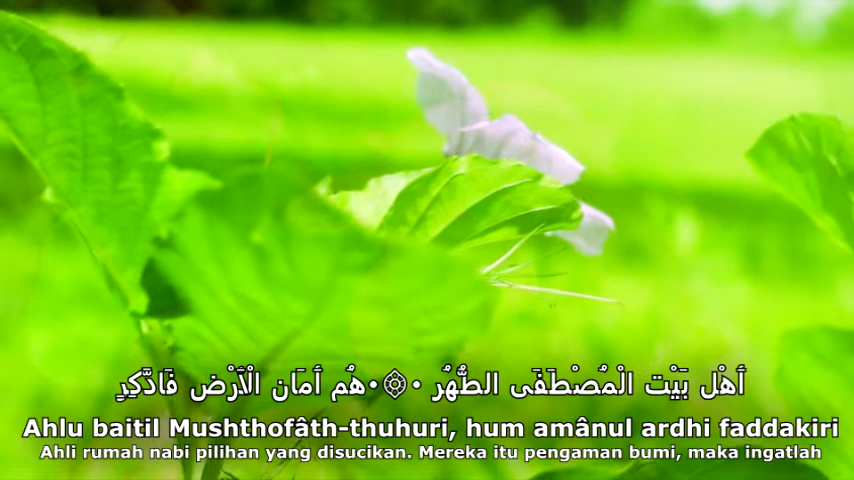 أَهْل بَيْت الْمُصْطَفَى الطُّهُرِ •۞• هُم أَمَان الْاَرْض فَادَّكِرِ
Ahlu baitil Mushthofâth-thuhuri, hum amânul ardhi faddakiri
Ahli rumah nabi pilihan yang disucikan. Mereka itu pengaman bumi, maka ingatlah